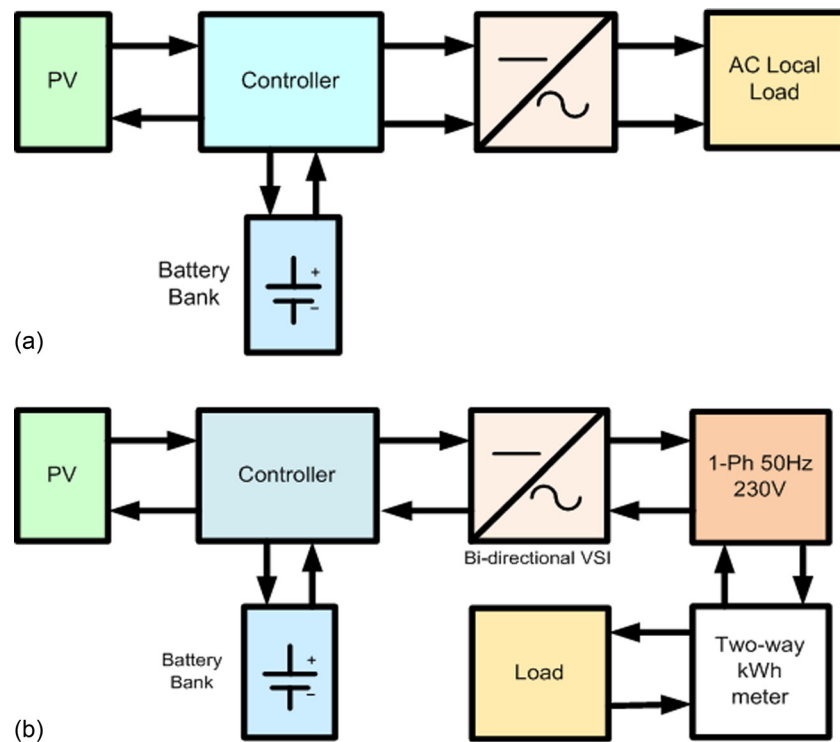 PV
Controller
AC Local
Load
Battery
Bank
+
−
(a)
PV
Controller
1-Ph 50Hz
230V
Bi-directional VSI
Battery
Bank
+
−
Load
Two-way
kWh
meter
(b)